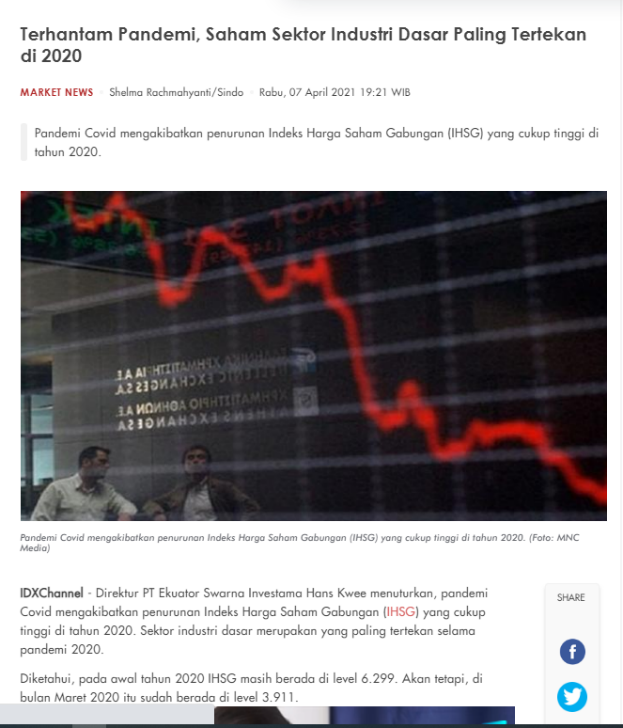 Terhantam Pandemi, Saham Sektor Industri Dasar Paling Tertekan
di 2020
MARKET NEWS
Shelma Rachmahyanti/Sindo
Rabu, 07 April 2021 19:21 WIB
Pandemi Covid mengakibatkan penurunan Indeks Harga Saham Gabungan (IHSG) yang cukup tinggi di
tahun 2020.
Pandemi Covid mengakibatkan penurunan Indeks Harga Saham Gabungan (IHSG) yang cukup tinggi di tahun 2020. (Foto: MNC
Media)
IDXChannel - Direktur PT Ekuator Swarna Investama Hans Kwee menuturkan, pandemi
Covid mengakibatkan penurunan Indeks Harga Saham Gabungan (IHSG) yang cukup
tinggi di tahun 2020. Sektor industri dasar merupakan yang paling tertekan selama
pandemi 2020.
Diketahui, pada awal tahun 2020 IHSG masih berada di level 6.299. Akan tetapi, di
bulan Maret 2020 itu sudah berada di level 3.911.
SHARE